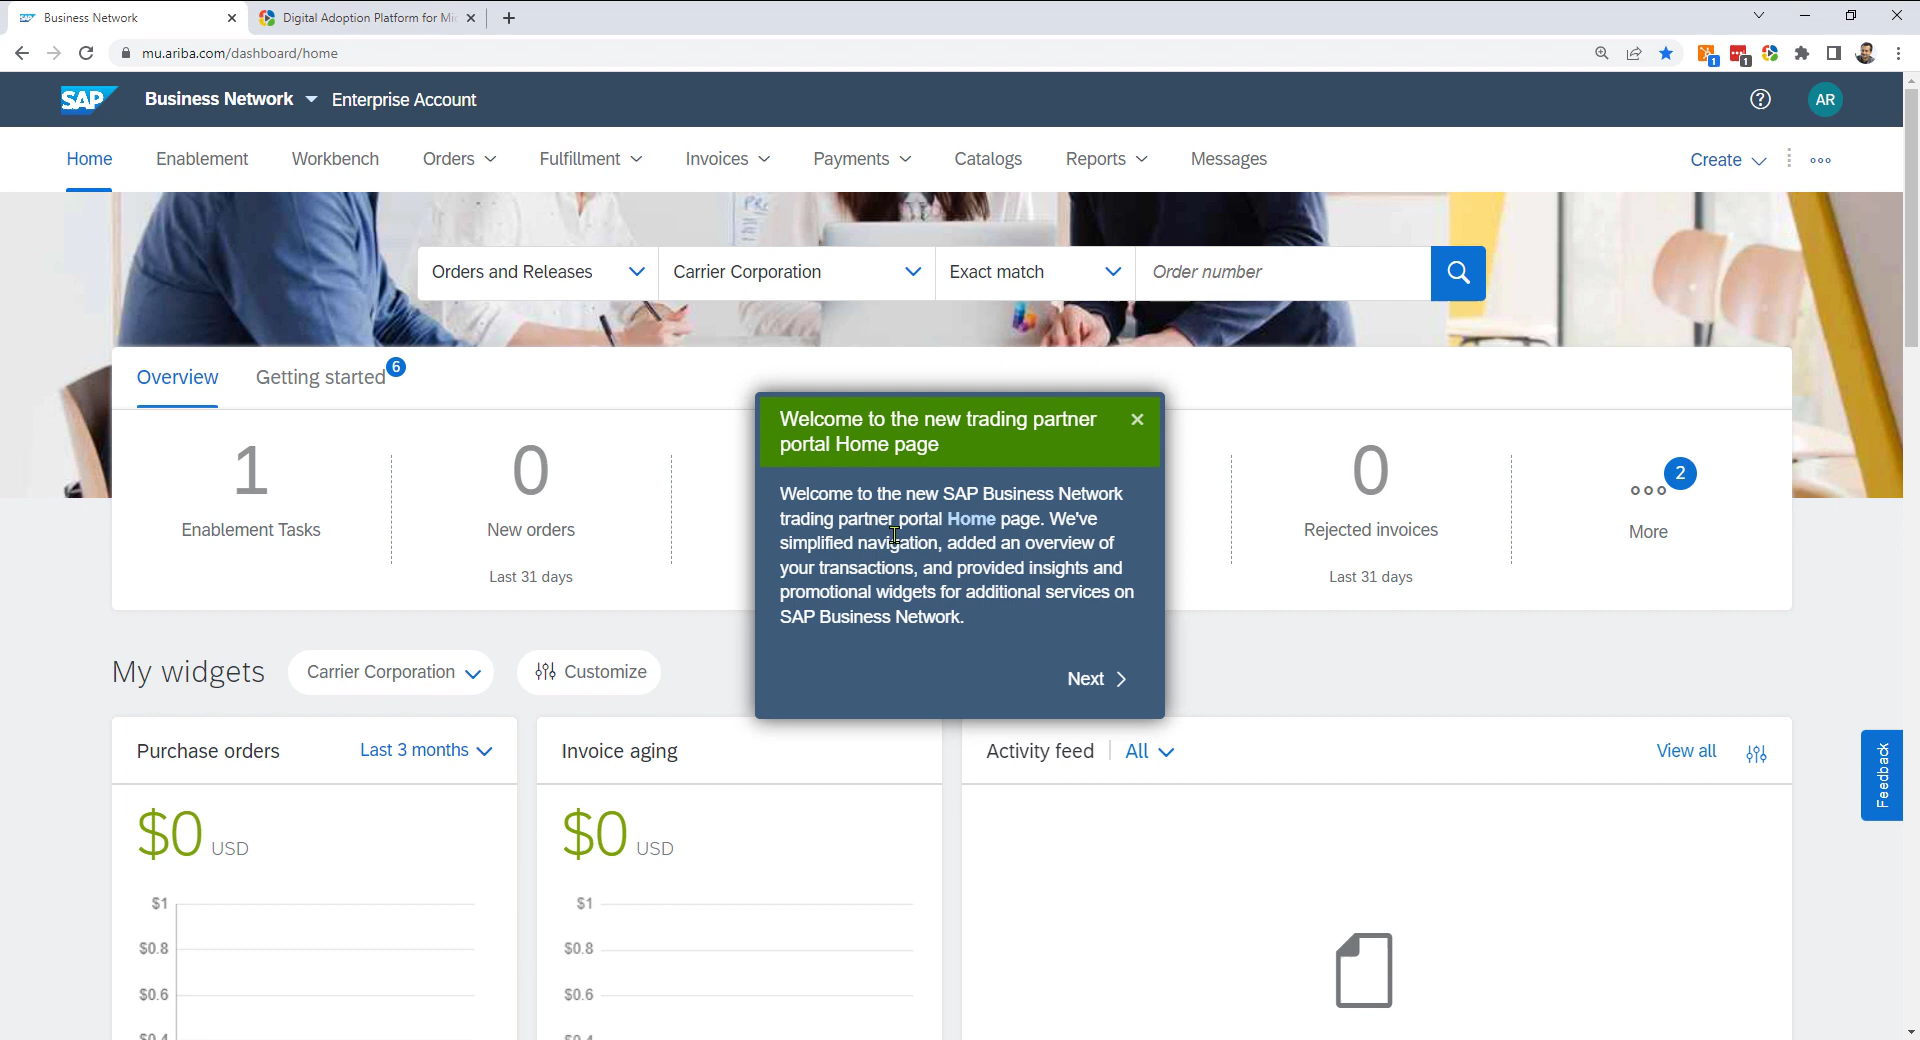 Business Network
Digital Adoption Platform for Mic
mu.ariba.com/dashboard/home
1
1
SAP
Business Network
Enterprise Account
AR
Home
Enablement
Workbench
Orders
Fulfillment
Invoices
Payments
Catalogs
Reports
Messages
Create
Orders and Releases
Carrier Corporation
Exact match
Order number
Overview
Getting started
6
Welcome to the new trading partner
portal Home page
Welcome to the new SAP Business Network
trading partner portal Home page. We've
simplified navigation, added an overview of
your transactions, and provided insights and
promotional widgets for additional services on
SAP Business Network.
Next
1
Enablement Tasks
0
New orders
Last 31 days
0
Rejected invoices
Last 31 days
2
More
My widgets
Carrier Corporation
Customize
Purchase orders
Last 3 months
$0 USD
$1
$0.8
$0.6
$0.4
Invoice aging
$0 USD
$1
$0.8
$0.6
$0.4
Activity feed
All
View all
Feedback